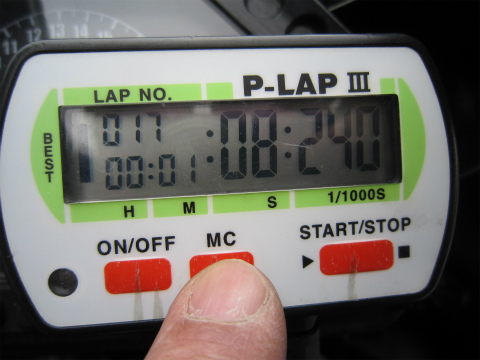 P-LAP III
LAP NO.
BEST
017
00:01:08:240
H M S 1/1000S
ON/OFF MC START/STOP